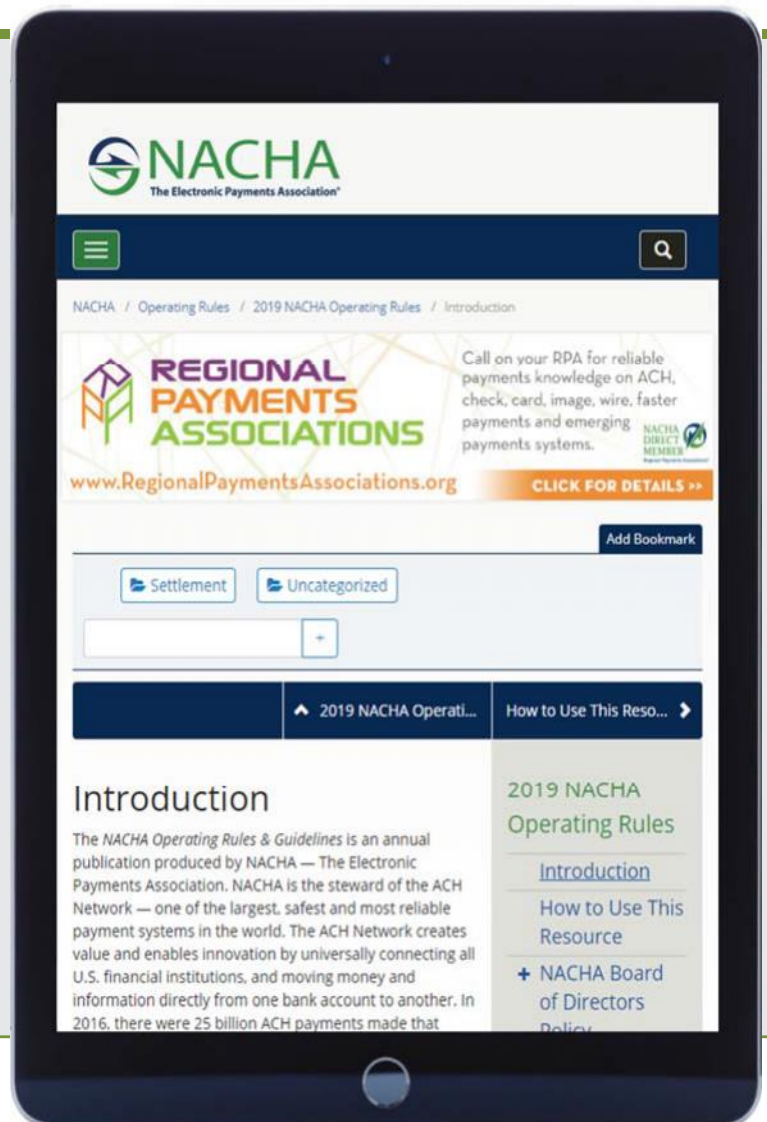 NACHA
The Electronic Payments Association®
NACHA / Operating Rules / 2019 NACHA Operating Rules / Introduction
REGIONAL
PAYMENTS
ASSOCIATIONS
Call on your RPA for reliable
payments knowledge on ACH,
check, card, image, wire, faster
payments and emerging
payments systems.
NACHA
DIRECT
MEMBER
www.RegionalPaymentsAssociations.org
CLICK FOR DETAILS >>
Add Bookmark
Settlement
Uncategorized
+
2019 NACHA Operati...
How to Use This Reso...
Introduction
The NACHA Operating Rules & Guidelines is an annual
publication produced by NACHA — The Electronic
Payments Association. NACHA is the steward of the ACH
Network — one of the largest, safest and most reliable
payment systems in the world. The ACH Network creates
value and enables innovation by universally connecting all
U.S. financial institutions, and moving money and
information directly from one bank account to another. In
2016, there were 25 billion ACH payments made that
2019 NACHA
Operating Rules
Introduction
How to Use This
Resource
+ NACHA Board
of Directors
Policy